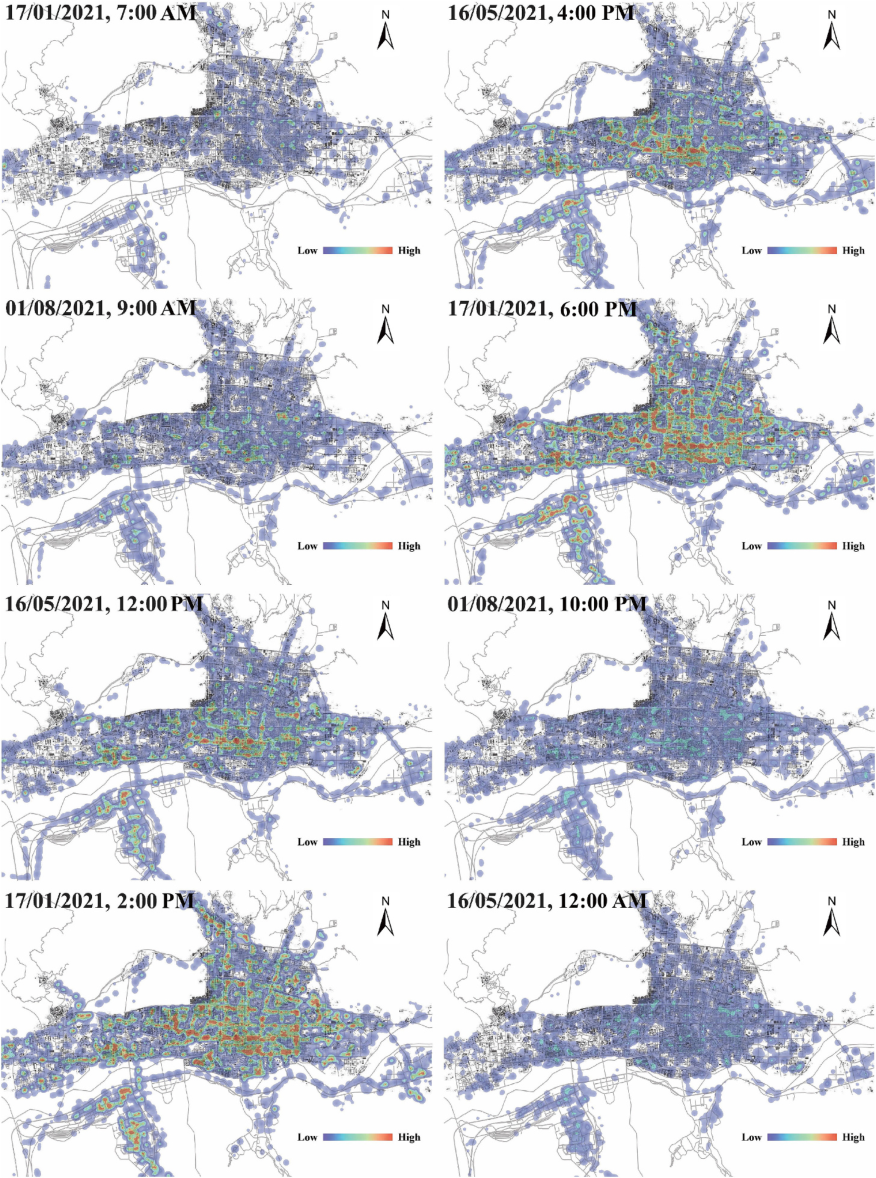 17/01/2021, 7:00 AM
N
Low High
16/05/2021, 4:00 PM
N
Low High
01/08/2021, 9:00 AM
N
Low High
17/01/2021, 6:00 PM
N
Low High
16/05/2021, 12:00 PM
N
Low High
01/08/2021, 10:00 PM
N
Low High
17/01/2021, 2:00 PM
N
Low High
16/05/2021, 12:00 AM
N
Low High